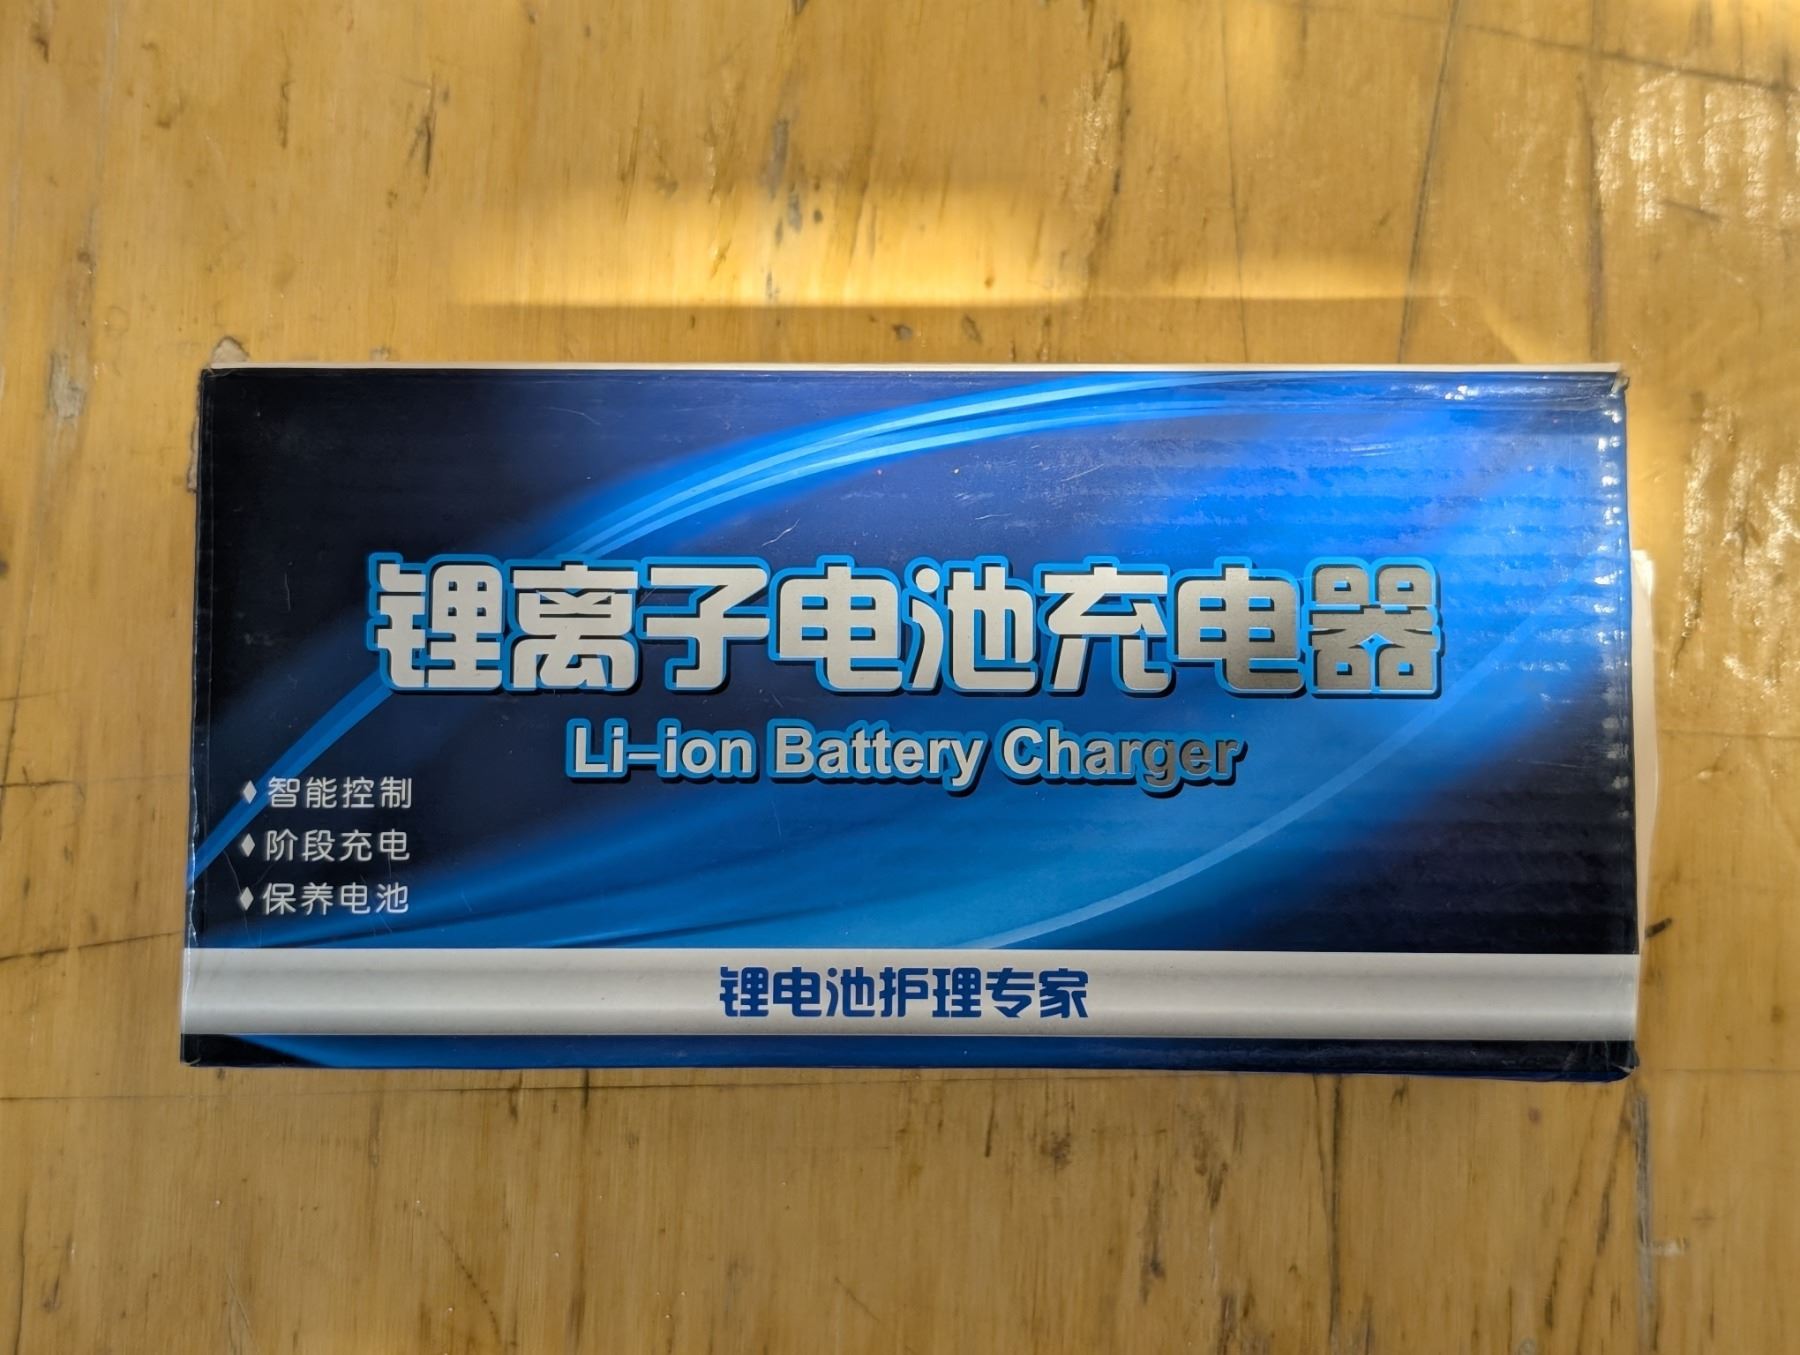 锂离子电池充电器
Li-ion Battery Charger
♦智能控制
♦阶段充电
♦保养电池
锂电池护理专家